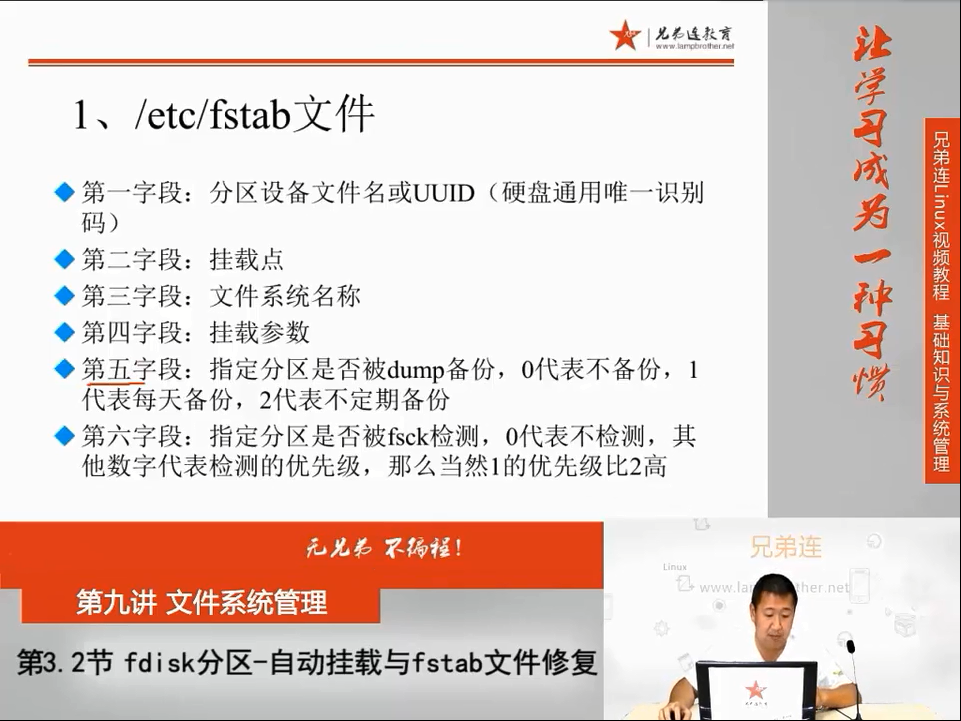 兄弟连教育
www.lampbrother.net
1、/etc/fstab文件
第一字段：分区设备文件名或UUID（硬盘通用唯一识别
码）
第二字段：挂载点
第三字段：文件系统名称
第四字段：挂载参数
第五字段：指定分区是否被dump备份，0代表不备份，1
代表每天备份，2代表不定期备份
第六字段：指定分区是否被fsck检测，0代表不检测，其
他数字代表检测的优先级，那么当然1的优先级比2高
让学习成为一种习惯
兄弟连Linux视频教程 基础知识与系统管理
无兄弟 不编程！
第九讲 文件系统管理
第3.2节 fdisk分区-自动挂载与fstab文件修复
兄弟连
Linux